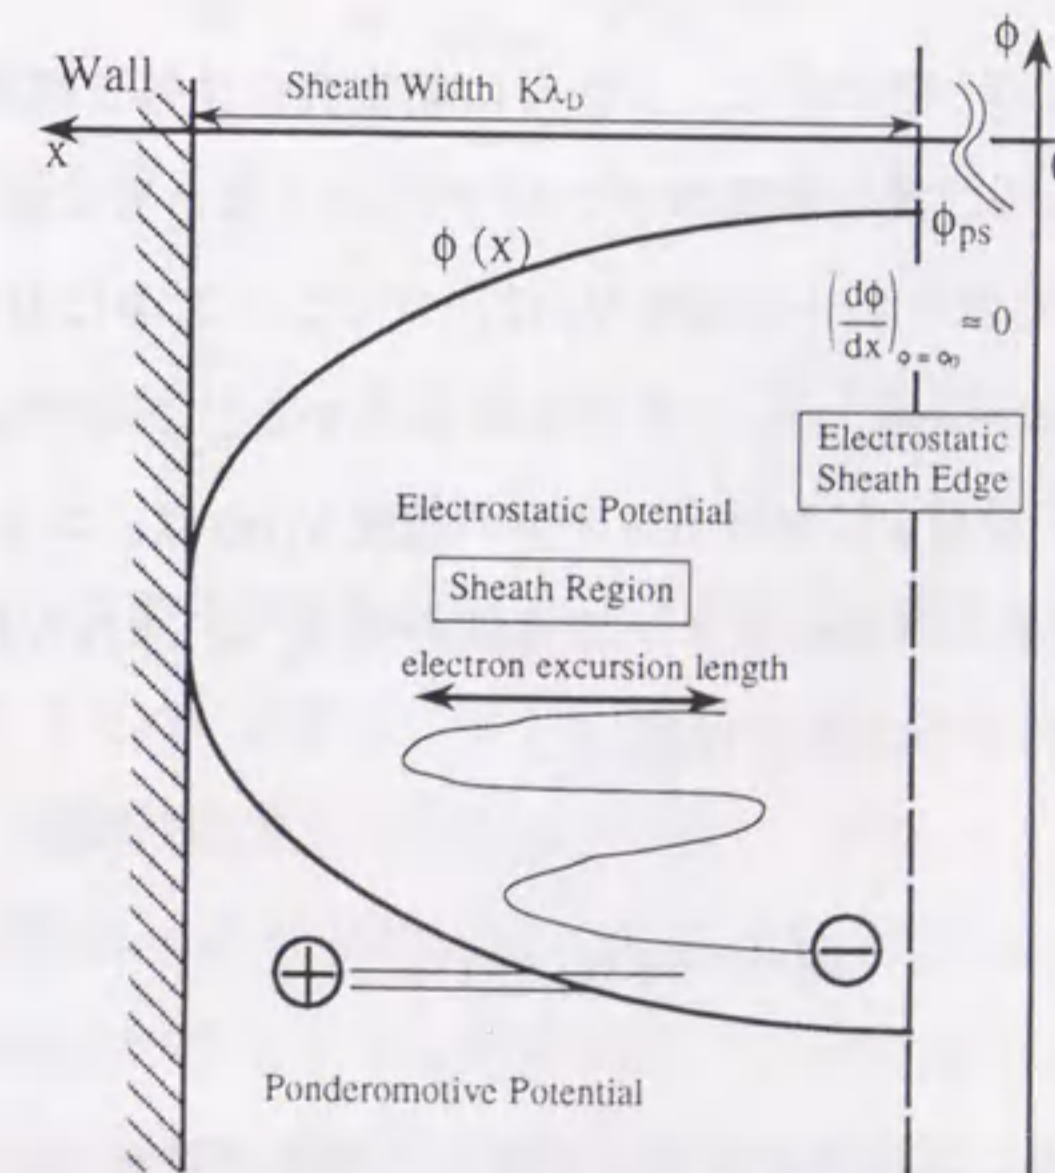 ϕ
Wall
Sheath Width Kλ_D
x
ϕ (x)
ϕ_ps
(dϕ/dx) ≃ 0
Electrostatic
Sheath Edge
Electrostatic Potential
Sheath Region
electron excursion length
+
−
Ponderomotive Potential